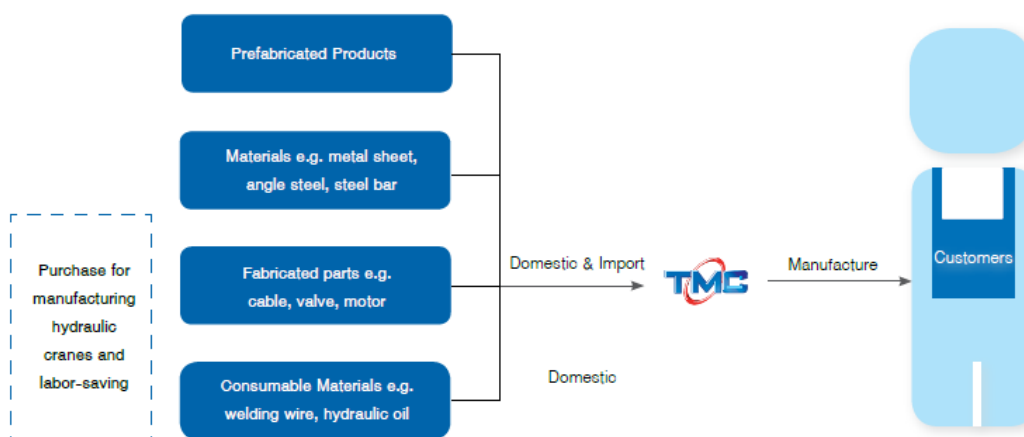 Prefabricated Products
Materials e.g. metal sheet,
angle steel, steel bar
Purchase for
manufacturing
hydraulic
cranes and
labor-saving
Fabricated parts e.g.
cable, valve, motor
Consumable Materials e.g.
welding wire, hydraulic oil
Domestic & Import
Domestic
TMC
Manufacture
Customers